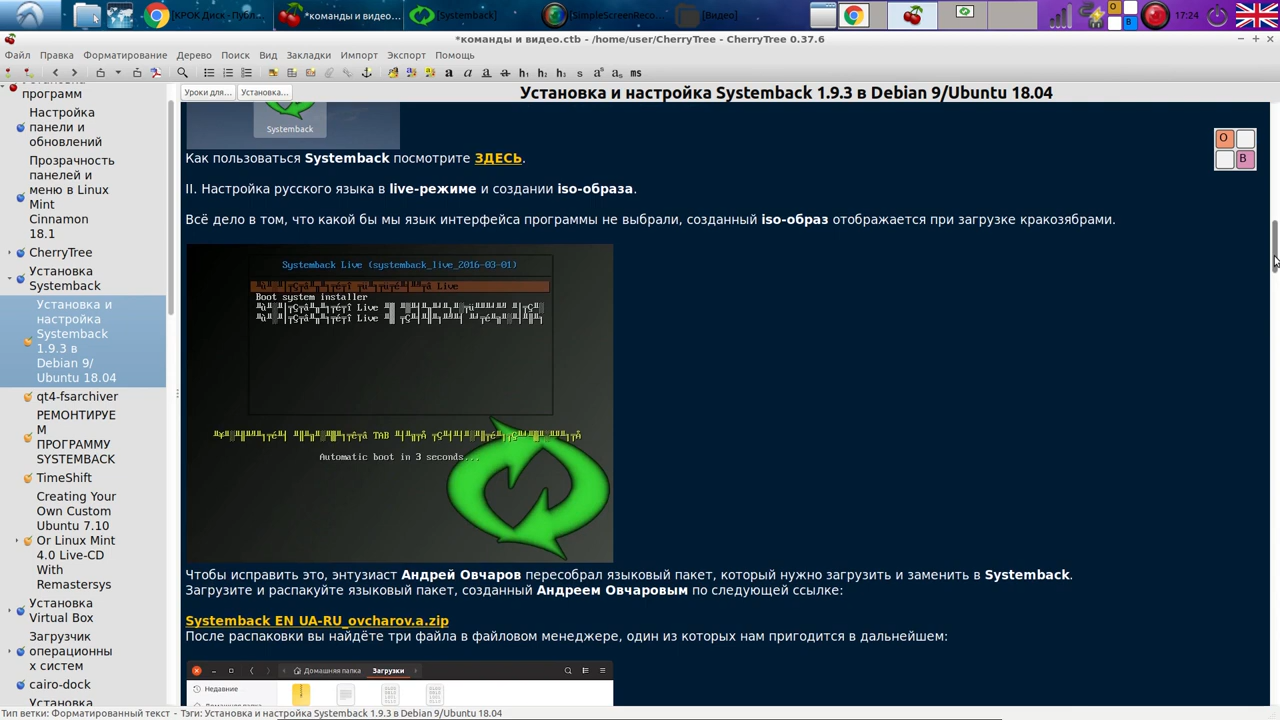 КРОК Диск - Публ...
*команды и видео...
[Systemback]
[SimpleScreenReco...
[Видео]
17:24
*команды и видео.ctb - /home/user/CherryTree - CherryTree 0.37.6
Файл Правка Форматирование Дерево Поиск Вид Закладки Импорт Экспорт Помощь
Уроки для... Установка...
Установка и настройка Systemback 1.9.3 в Debian 9/Ubuntu 18.04
программ
Настройка
панели и
обновлений
Прозрачность
панелей и
меню в Linux
Mint
Cinnamon
18.1
CherryTree
Установка
Systemback
Установка и
настройка
Systemback
1.9.3 в
Debian 9/
Ubuntu 18.04
qt4-fsarchiver
РЕМОНТИРУЕ
М
ПРОГРАММУ
SYSTEMBACK
TimeShift
Creating Your
Own Custom
Ubuntu 7.10
Or Linux Mint
4.0 Live-CD
With
Remastersys
Установка
Virtual Box
Загрузчик
операционны
х систем
cairo-dock
Установка
Systemback
Как пользоваться Systemback посмотрите ЗДЕСЬ.
II. Настройка русского языка в live-режиме и создании iso-образа.
Всё дело в том, что какой бы мы язык интерфейса программы не выбрали, созданный iso-образ отображается при загрузке кракозябрами.
Systemback Live (systemback_live_2016-03-01)
Live
Boot system installer
Live
Live
TAB
Automatic boot in 3 seconds...
Чтобы исправить это, энтузиаст Андрей Овчаров пересобрал языковый пакет, который нужно загрузить и заменить в Systemback.
Загрузите и распакуйте языковый пакет, созданный Андреем Овчаровым по следующей ссылке:
Systemback EN UA-RU_ovcharov.a.zip
После распаковки вы найдёте три файла в файловом менеджере, один из которых нам пригодится в дальнейшем:
Домашняя папка Загрузки
Недавние
O
B
Тип ветки: Форматированный текст - Тэги: Установка и настройка Systemback 1.9.3 в Debian 9/Ubuntu 18.04